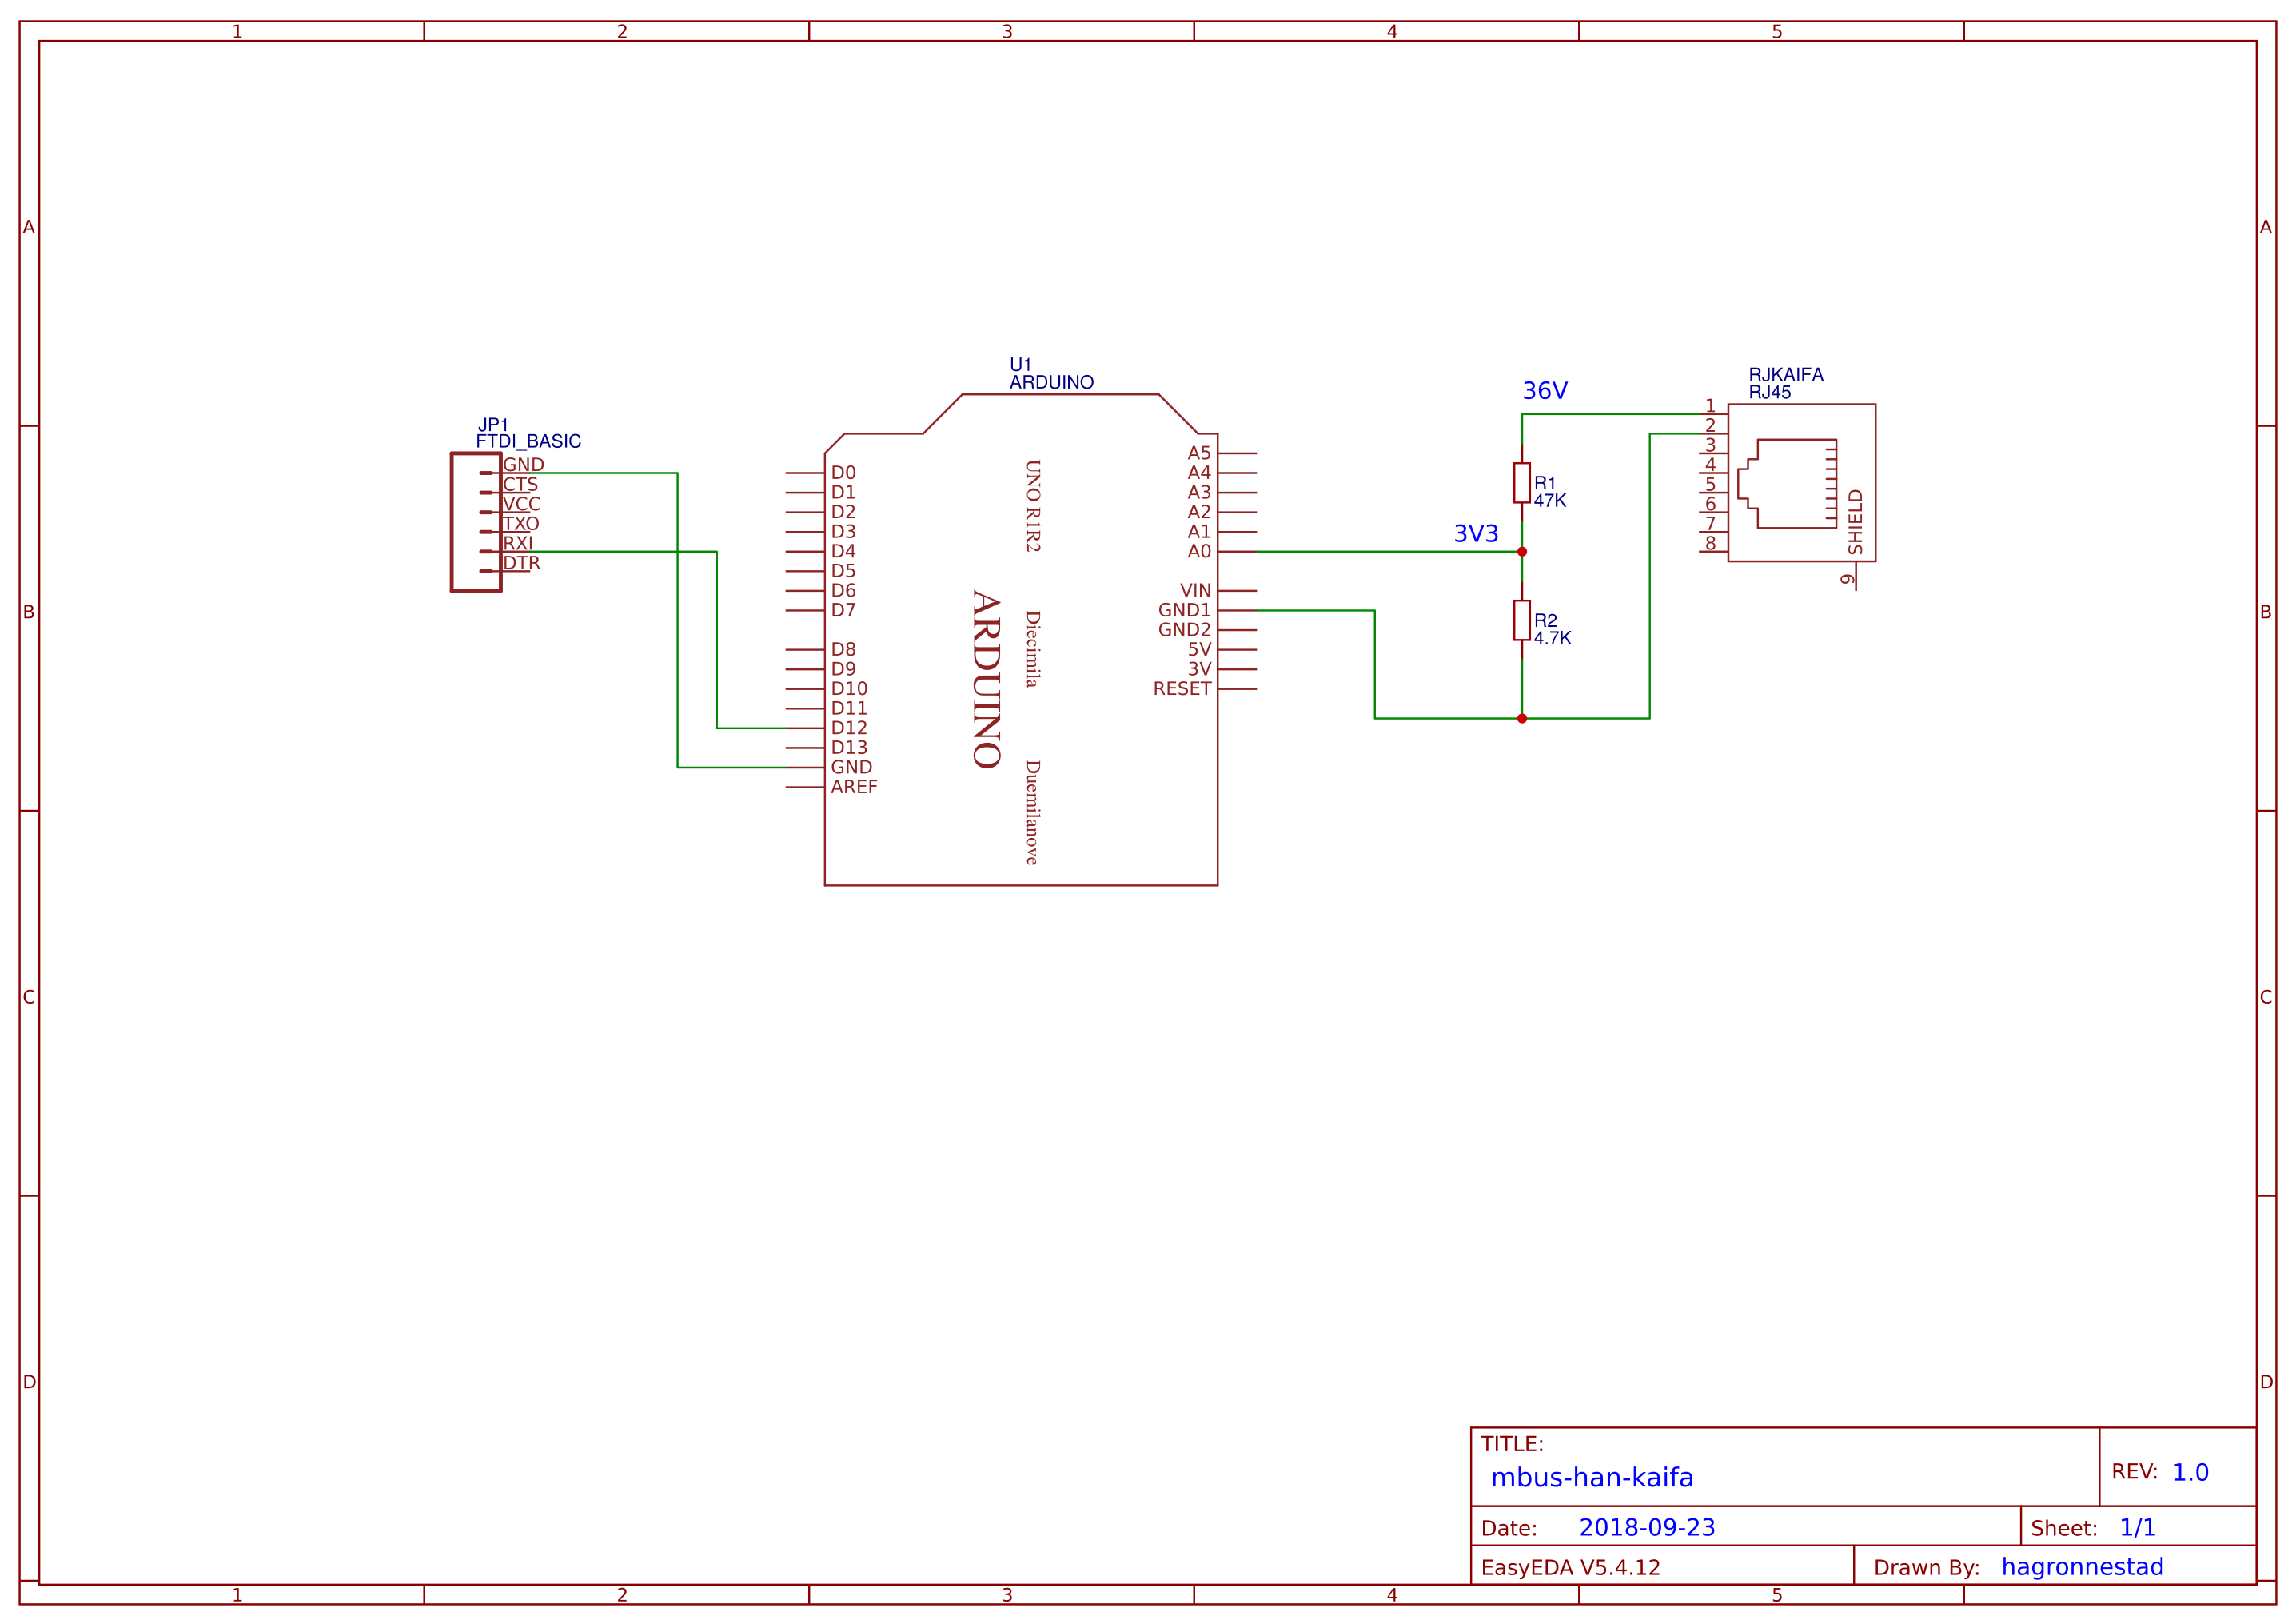 1 2 3 4 5
A
B
C
D
JP1
FTDI_BASIC
GND
CTS
VCC
TXO
RXI
DTR
U1
ARDUINO
D0
D1
D2
D3
D4
D5
D6
D7
D8
D9
D10
D11
D12
D13
GND
AREF
UNO R1R2
Diecimila
Duemilanove
ARDUINO
A5
A4
A3
A2
A1
A0
VIN
GND1
GND2
5V
3V
RESET
36V
3V3
R1
47K
R2
4.7K
RJKAIFA
RJ45
1
2
3
4
5
6
7
8
SHIELD
9
A
B
C
D
TITLE:
mbus-han-kaifa
REV: 1.0
Date: 2018-09-23
Sheet: 1/1
EasyEDA V5.4.12
Drawn By: hagronnestad
1 2 3 4 5